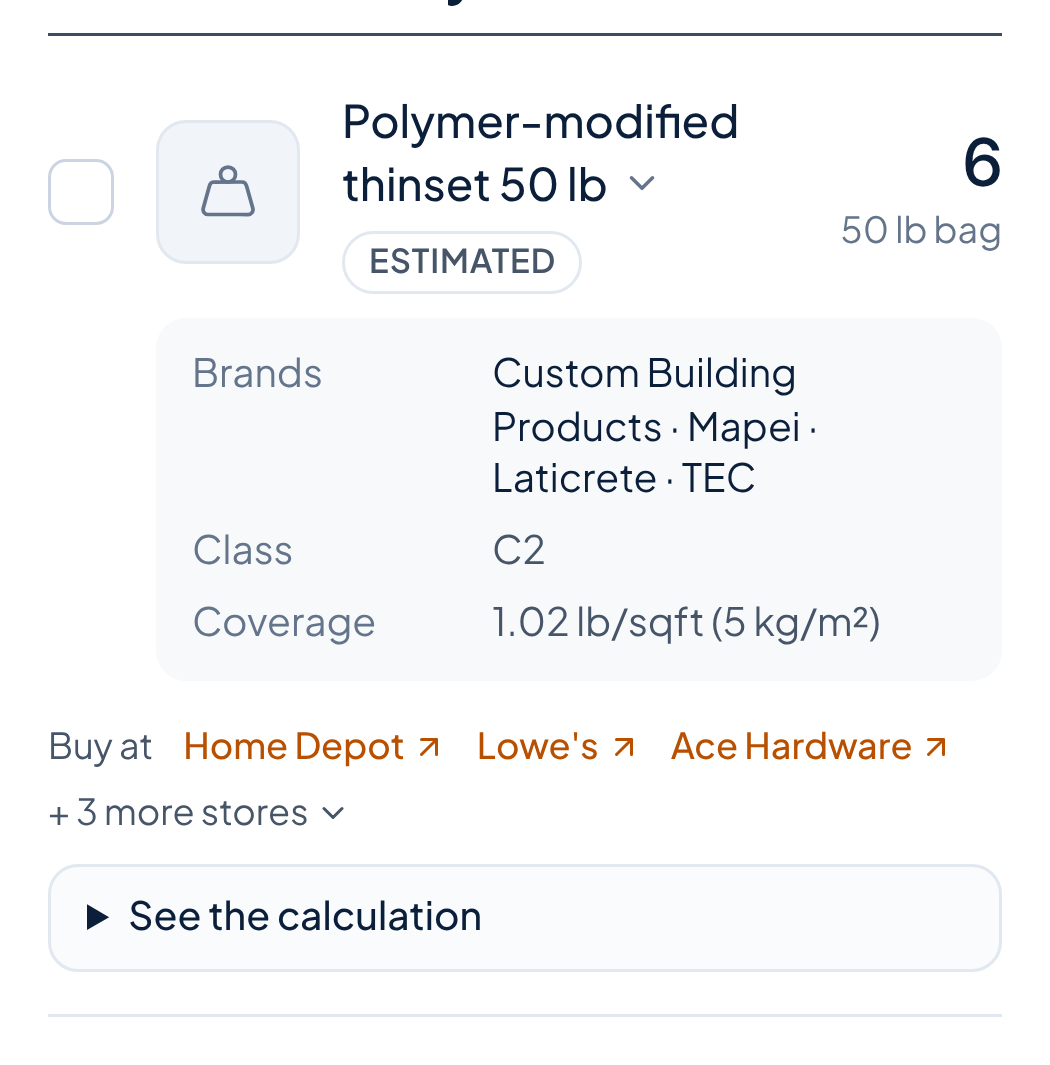 Polymer-modified
thinset 50 lb
6
50 lb bag
ESTIMATED
Brands
Custom Building
Products · Mapei ·
Laticrete · TEC
Class
C2
Coverage
1.02 lb/sqft (5 kg/m²)
Buy at Home Depot ↗ Lowe's ↗ Ace Hardware ↗
+ 3 more stores
See the calculation